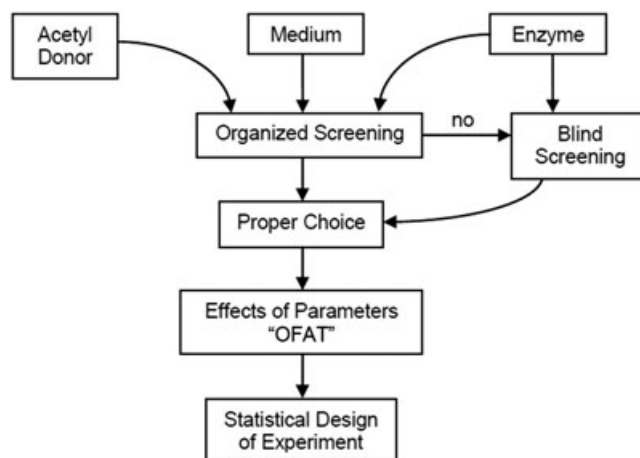 Acetyl
Donor
Medium
Enzyme
Organized Screening
no
Blind
Screening
Proper Choice
Effects of Parameters
“OFAT”
Statistical Design
of Experiment